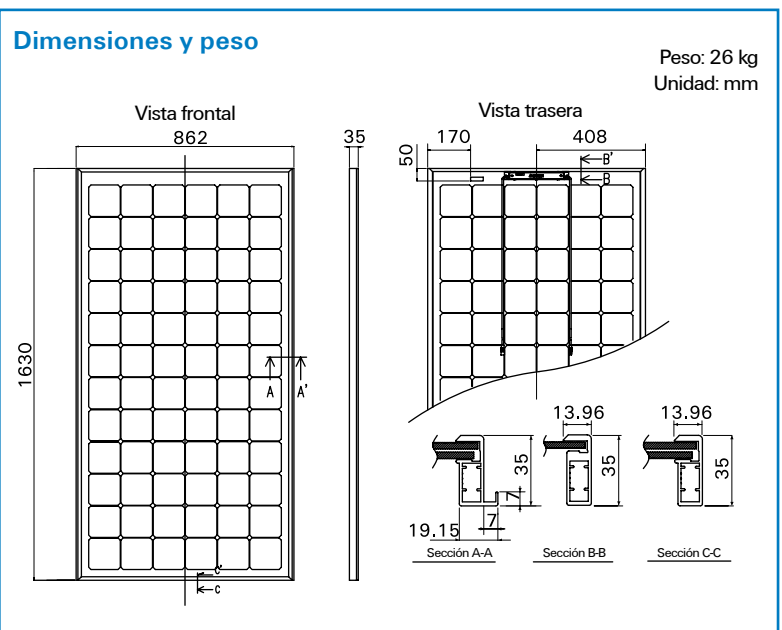 Dimensiones y peso
Peso: 26 kg
Unidad: mm
Vista frontal
862
35
1630
A
A'
C'
C
Vista trasera
170
408
50
B'
B
35
7
7
19.15
Sección A-A
13.96
35
Sección B-B
13.96
35
Sección C-C